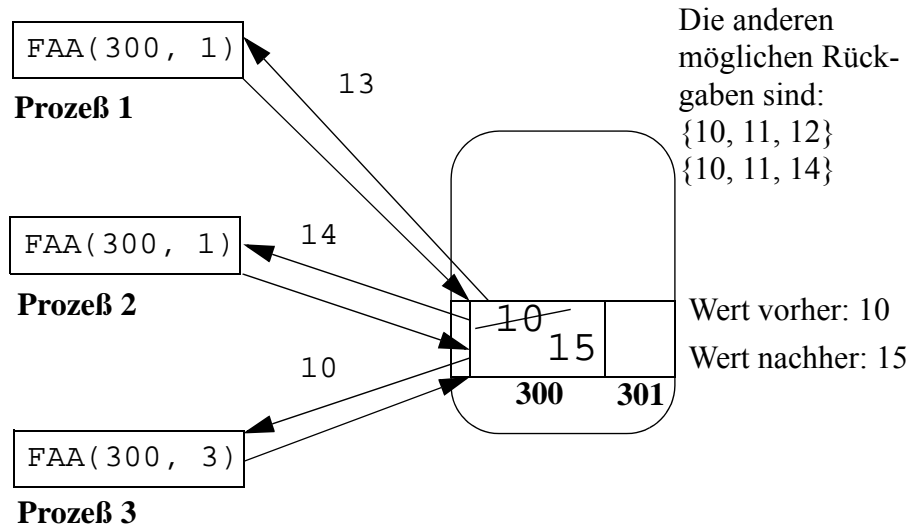 FAA(300, 1)
Prozeß 1
13
Die anderen
möglichen Rück-
gaben sind:
{10, 11, 12}
{10, 11, 14}
FAA(300, 1)
Prozeß 2
14
10
15
Wert vorher: 10
Wert nachher: 15
300
301
10
FAA(300, 3)
Prozeß 3